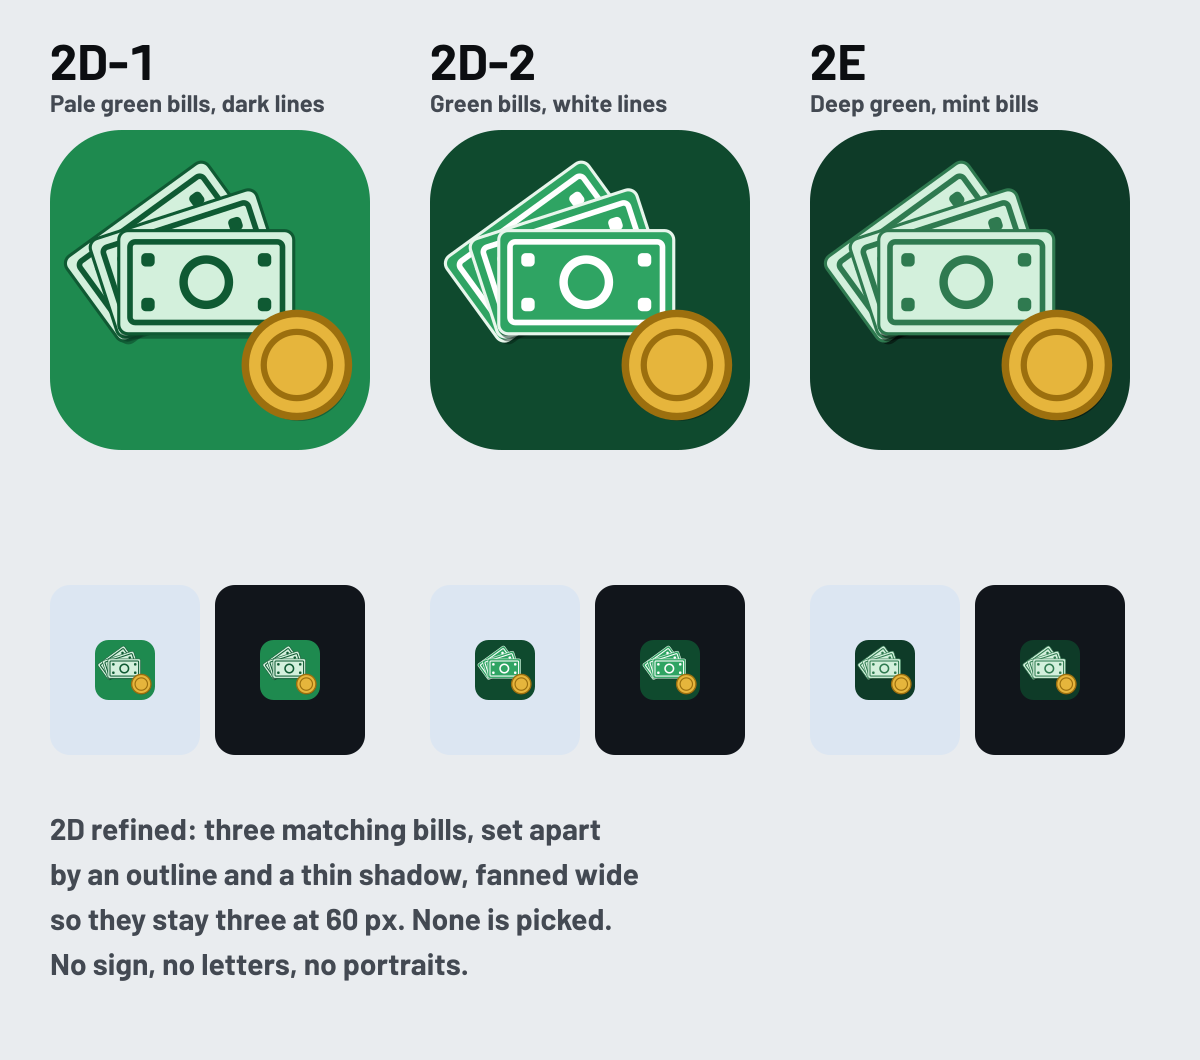 2D-1
Pale green bills, dark lines
2D-2
Green bills, white lines
2E
Deep green, mint bills
2D refined: three matching bills, set apart
by an outline and a thin shadow, fanned wide
so they stay three at 60 px. None is picked.
No sign, no letters, no portraits.